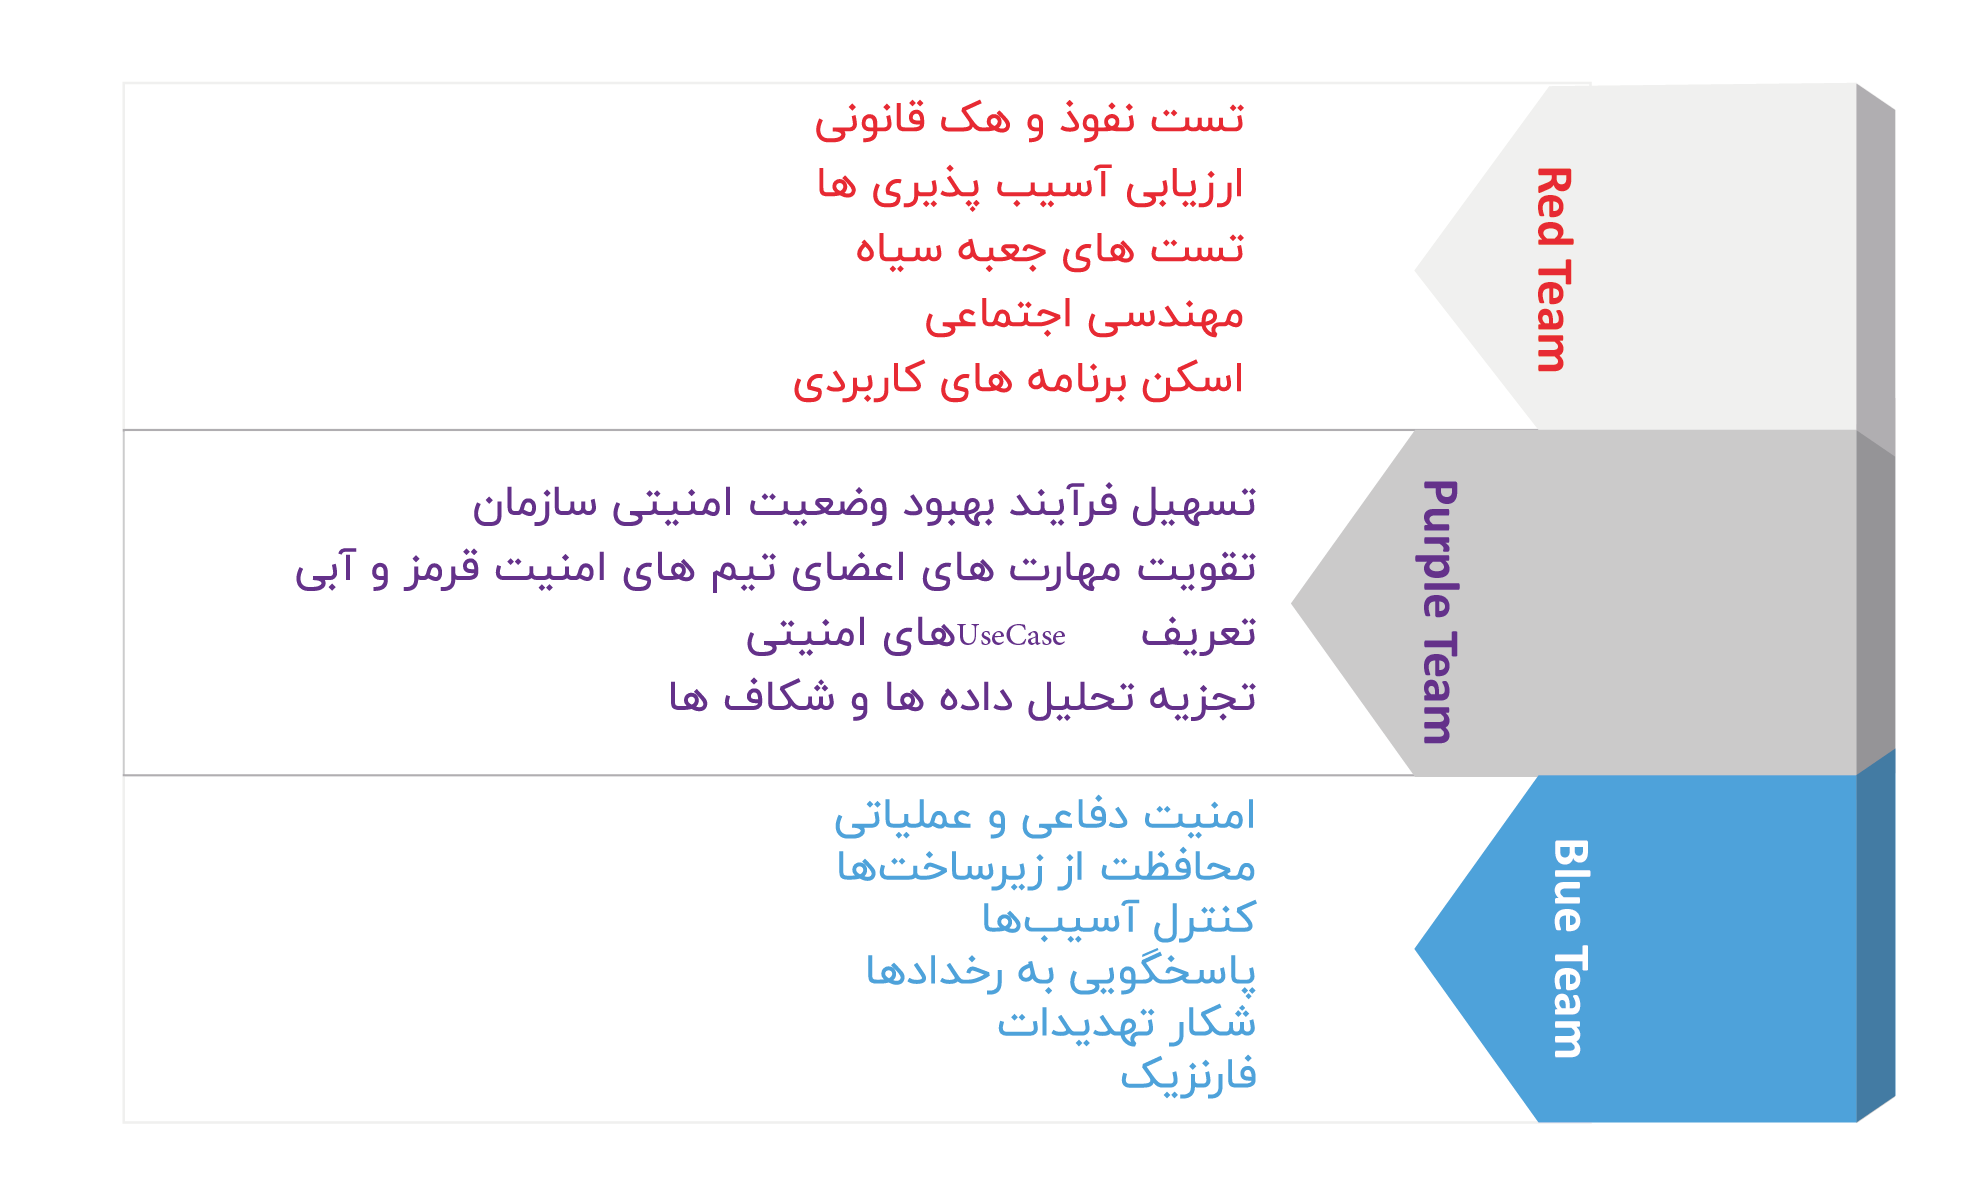 Red Team
تست نفوذ و هک قانونی
ارزیابی آسیب پذیری ها
تست های جعبه سیاه
مهندسی اجتماعی
اسکن برنامه های کاربردی
Purple Team
تسهیل فرآیند بهبود وضعیت امنیتی سازمان
تقویت مهارت های اعضای تیم های امنیت قرمز و آبی
تعریف UseCaseهای امنیتی
تجزیه تحلیل داده ها و شکاف ها
Blue Team
امنیت دفاعی و عملیاتی
محافظت از زیرساخت‌ها
کنترل آسیب‌ها
پاسخگویی به رخدادها
شکار تهدیدات
فارنزیک